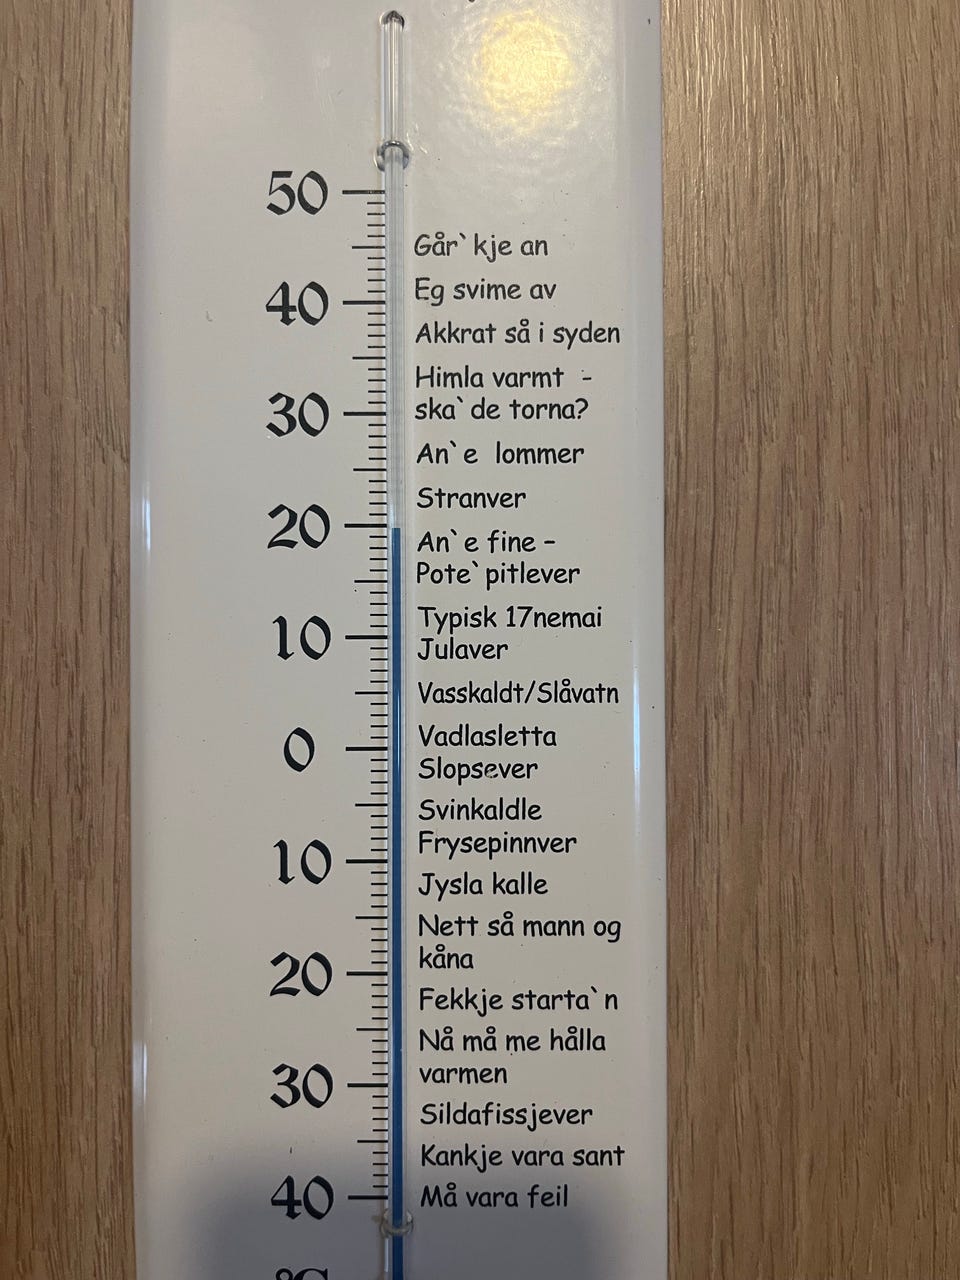 50
Går`kje an
Eg svime av
40
Akkrat så i syden
Himla varmt -
30
ska`de torna?
An`e lommer
Stranver
20
An`e fine –
Pote`pitlever
Typisk 17nemai
10
Julaver
Vasskaldt/Slåvatn
Vadlasletta
0
Slopsever
Svinkaldle
Frysepinnver
10
Jysla kalle
Nett så mann og
kåna
20
Fekkje starta`n
Nå må me hålla
varmen
30
Sildafissjever
Kankje vara sant
40
Må vara feil
°C